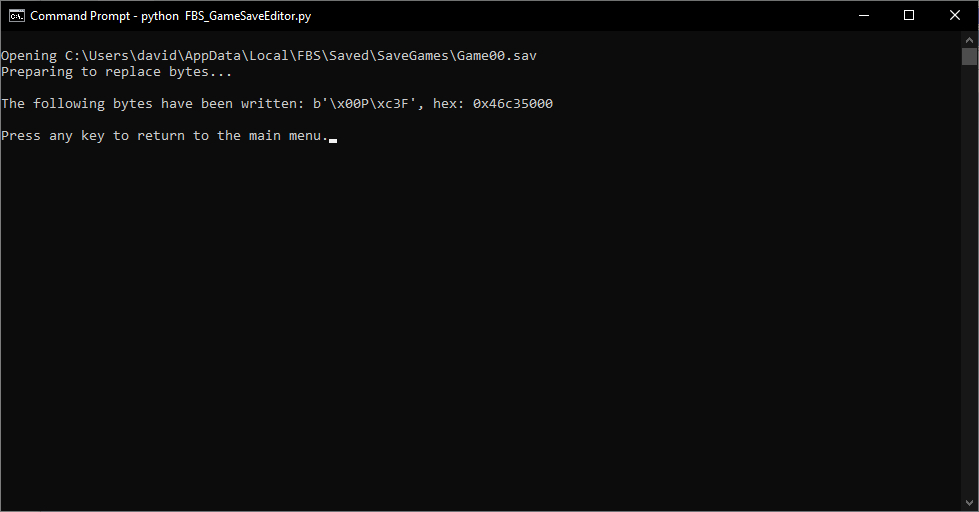 Command Prompt - python  FBS_GameSaveEditor.py
Opening C:\Users\david\AppData\Local\FBS\Saved\SaveGames\Game00.sav
Preparing to replace bytes...
The following bytes have been written: b'\x00P\xc3F', hex: 0x46c35000
Press any key to return to the main menu.